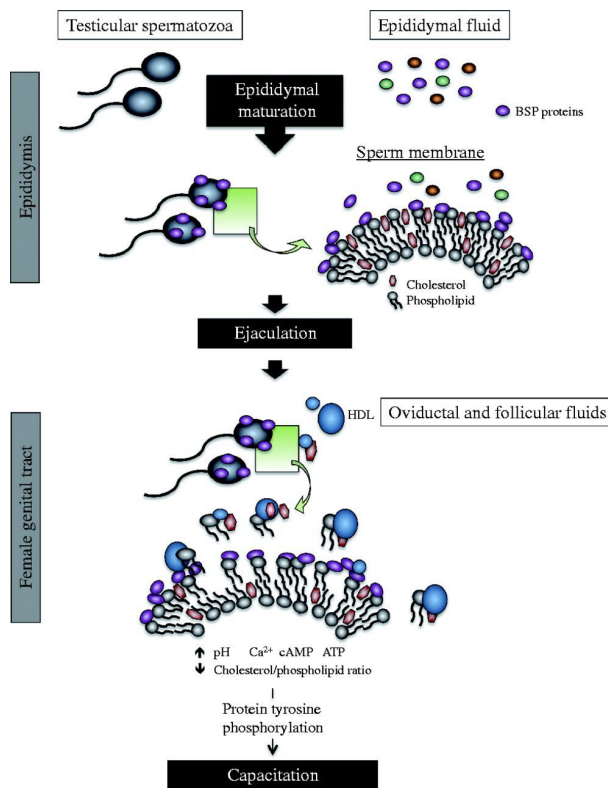 Testicular spermatozoa
Epididymal fluid
Epididymal
maturation
BSP proteins
Epididymis
Sperm membrane
Cholesterol
Phospholipid
Ejaculation
HDL
Oviductal and follicular fluids
Female genital tract
pH Ca²⁺ cAMP ATP
Cholesterol/phospholipid ratio
Protein tyrosine
phosphorylation
Capacitation